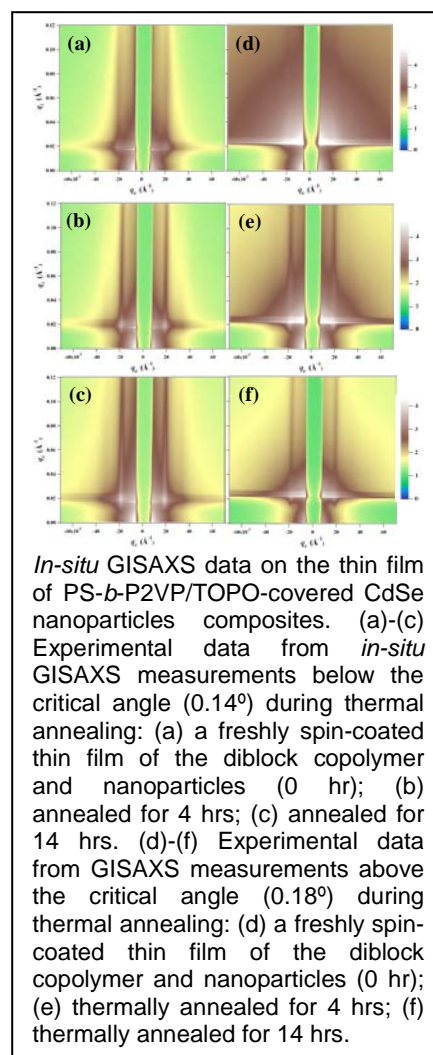 (a)
(d)
(b)
(e)
(c)
(f)
In-situ GISAXS data on the thin film
of PS-b-P2VP/TOPO-covered CdSe
nanoparticles composites. (a)-(c)
Experimental data from in-situ
GISAXS measurements below the
critical angle (0.14º) during thermal
annealing: (a) a freshly spin-coated
thin film of the diblock copolymer
and nanoparticles (0 hr); (b)
annealed for 4 hrs; (c) annealed for
14 hrs. (d)-(f) Experimental data
from GISAXS measurements above
the critical angle (0.18º) during
thermal annealing: (d) a freshly spin-
coated thin film of the diblock
copolymer and nanoparticles (0 hr);
(e) thermally annealed for 4 hrs; (f)
thermally annealed for 14 hrs.